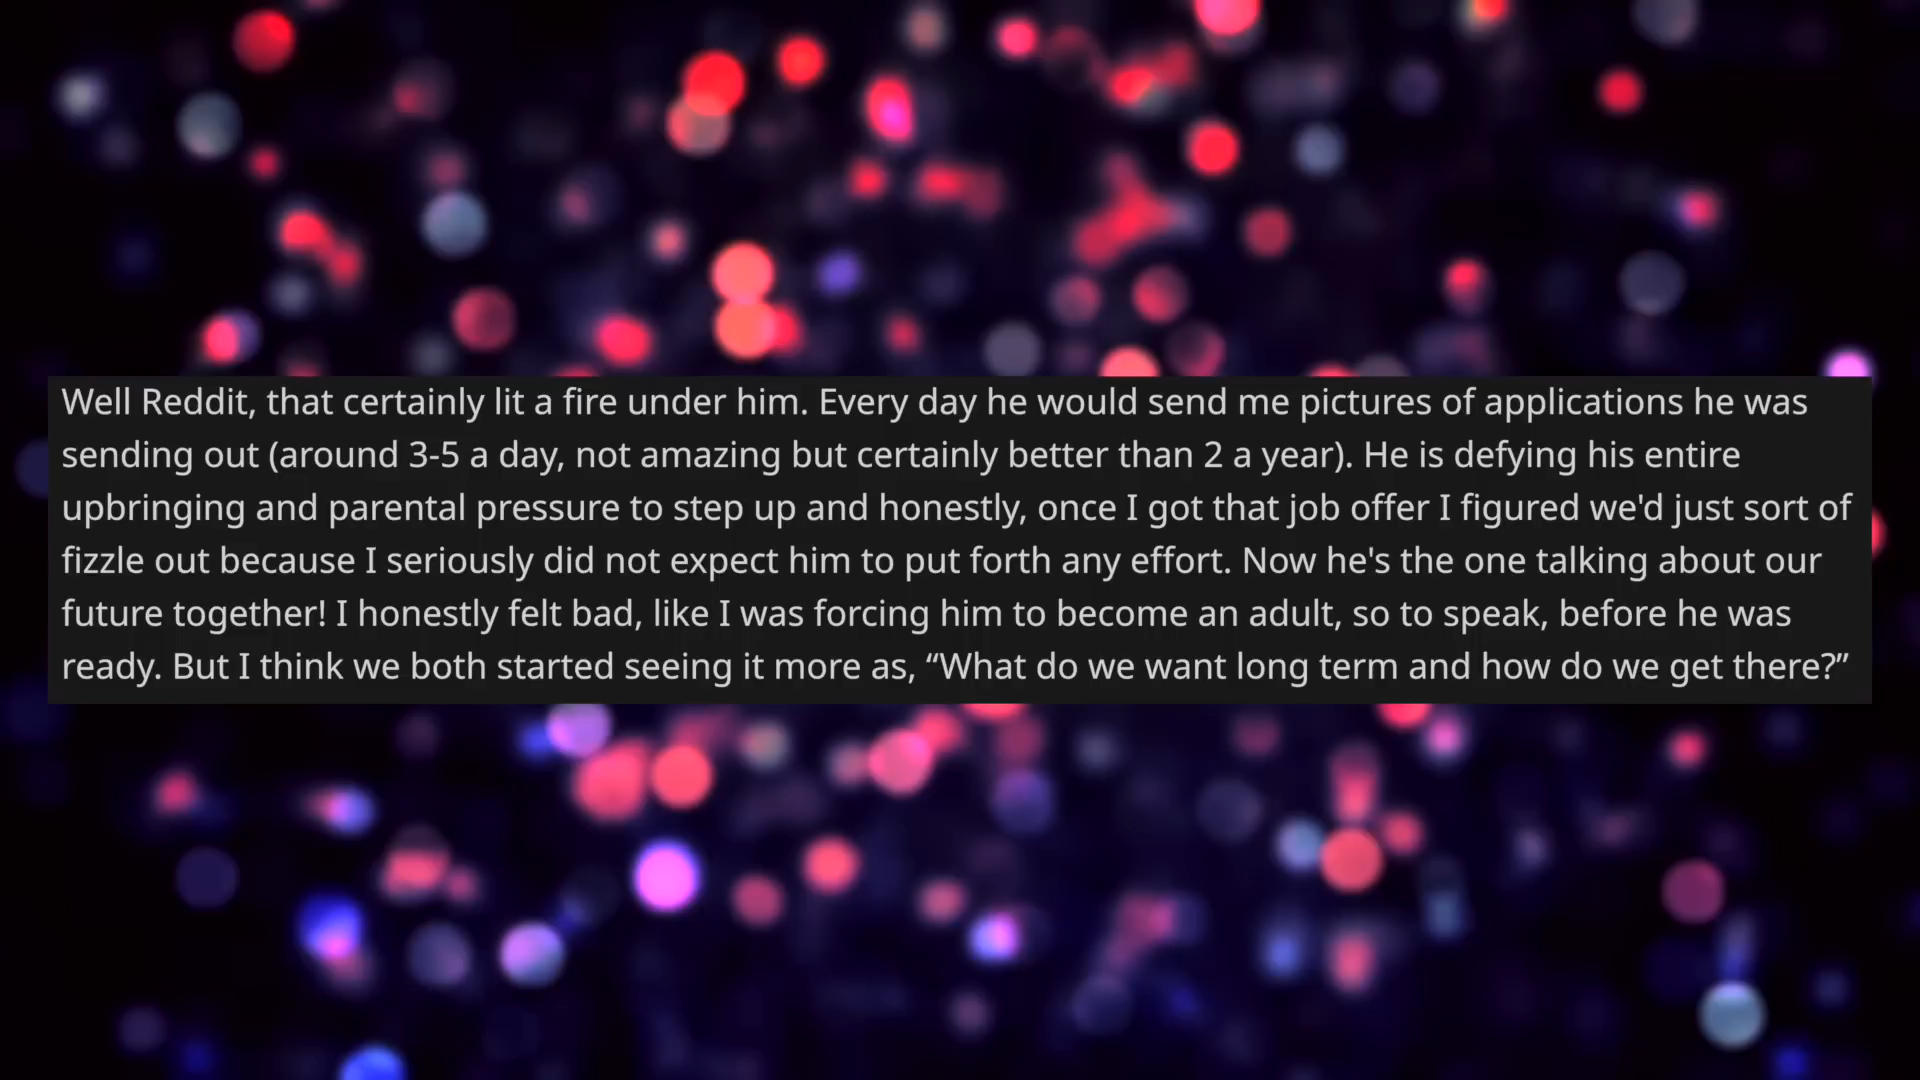 Well Reddit, that certainly lit a fire under him. Every day he would send me pictures of applications he was
sending out (around 3-5 a day, not amazing but certainly better than 2 a year). He is defying his entire
upbringing and parental pressure to step up and honestly, once I got that job offer I figured we'd just sort of
fizzle out because I seriously did not expect him to put forth any effort. Now he's the one talking about our
future together! I honestly felt bad, like I was forcing him to become an adult, so to speak, before he was
ready. But I think we both started seeing it more as, “What do we want long term and how do we get there?”